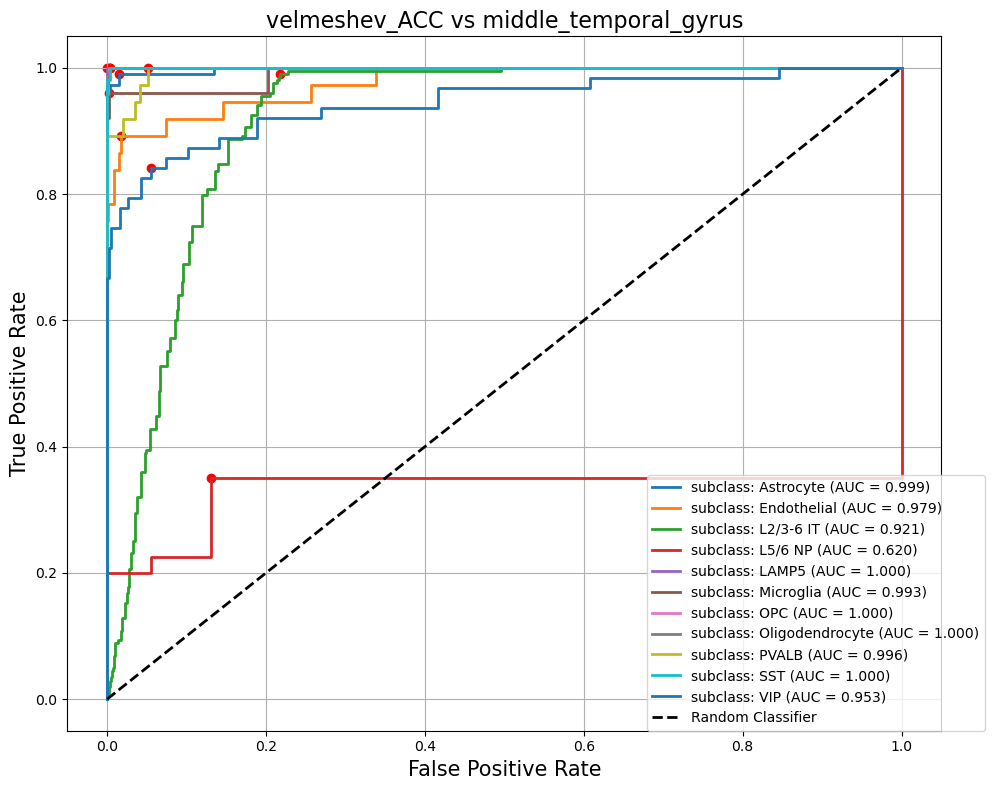 velmeshev_ACC vs middle_temporal_gyrus
True Positive Rate
1.0
0.8
0.6
0.4
0.2
0.0
subclass: Astrocyte (AUC = 0.999)
subclass: Endothelial (AUC = 0.979)
subclass: L2/3-6 IT (AUC = 0.921)
subclass: L5/6 NP (AUC = 0.620)
subclass: LAMP5 (AUC = 1.000)
subclass: Microglia (AUC = 0.993)
subclass: OPC (AUC = 1.000)
subclass: Oligodendrocyte (AUC = 1.000)
subclass: PVALB (AUC = 0.996)
subclass: SST (AUC = 1.000)
subclass: VIP (AUC = 0.953)
Random Classifier
0.0 0.2 0.4 0.6 0.8 1.0
False Positive Rate